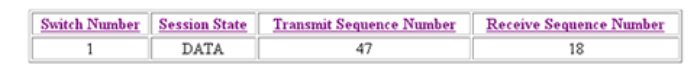 Switch Number Session State Transmit Sequence Number Receive Sequence Number
1 DATA 47 18